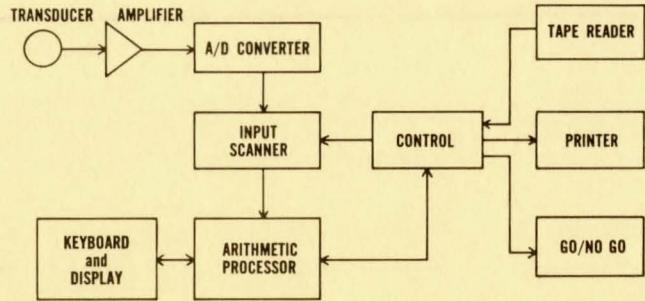 TRANSDUCER
AMPLIFIER
A/D CONVERTER
TAPE READER
INPUT
SCANNER
CONTROL
PRINTER
KEYBOARD
and
DISPLAY
ARITHMETIC
PROCESSOR
GO/NO GO